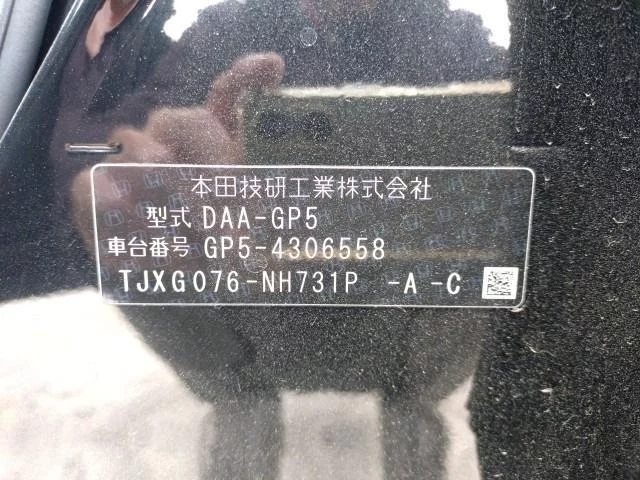 本田技研工業株式会社
型式 DAA-GP5
車台番号 GP5-4306558
TJXG076-NH731P -A -C